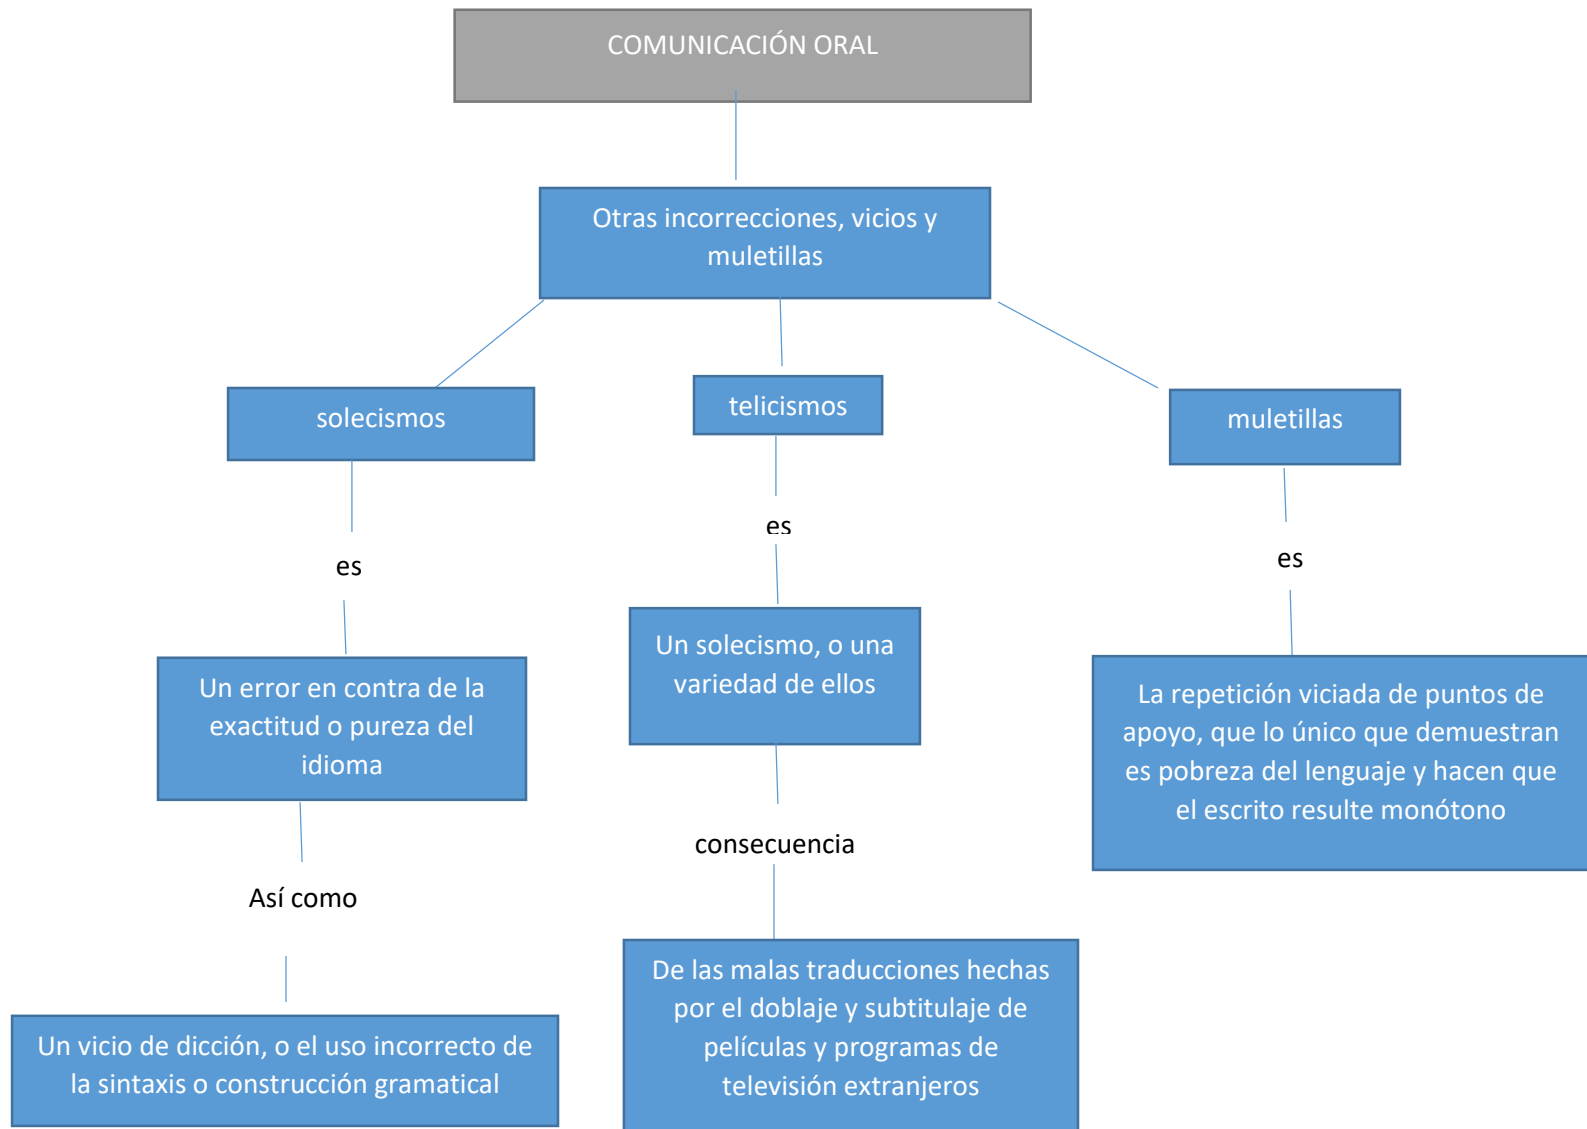 COMUNICACIÓN ORAL
Otras incorrecciones, vicios y
muletillas
solecismos
telicismos
muletillas
es
es
es
Un error en contra de la
exactitud o pureza del
idioma
Un solecismo, o una
variedad de ellos
La repetición viciada de puntos de
apoyo, que lo único que demuestran
es pobreza del lenguaje y hacen que
el escrito resulte monótono
Así como
consecuencia
Un vicio de dicción, o el uso incorrecto de
la sintaxis o construcción gramatical
De las malas traducciones hechas
por el doblaje y subtitulaje de
películas y programas de
televisión extranjeros